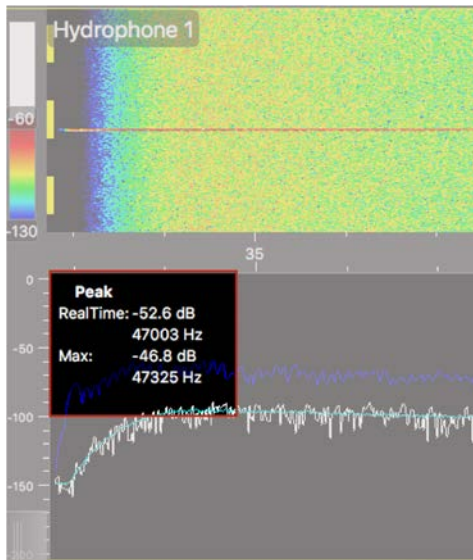 Hydrophone 1
-60
-130
35
0
Peak
RealTime: -52.6 dB
47003 Hz
Max: -46.8 dB
47325 Hz
-50
-100
-150
-200